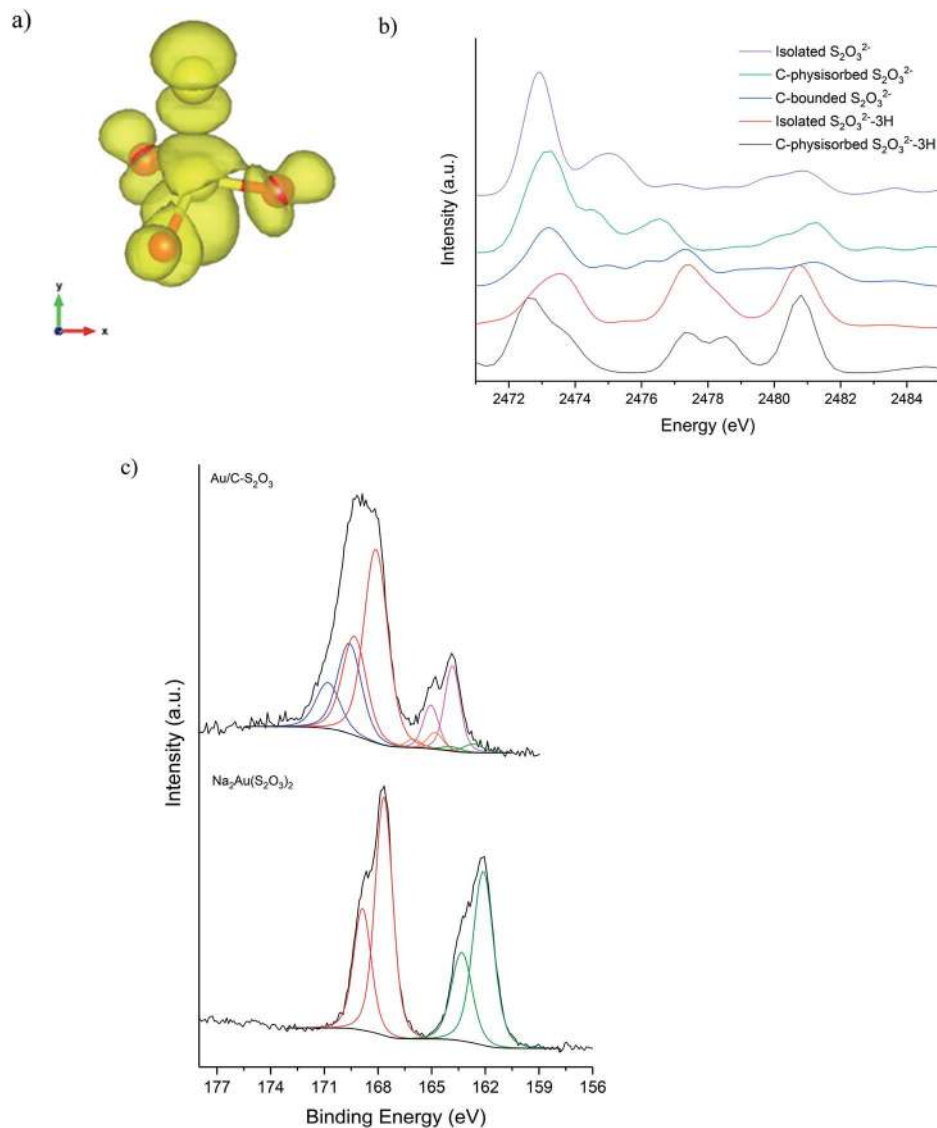 a)
y
x
b)
Isolated S₂O₃²⁻
C-physisorbed S₂O₃²⁻
C-bounded S₂O₃²⁻
Isolated S₂O₃²⁻-3H
C-physisorbed S₂O₃²⁻-3H
Intensity (a.u.)
2472 2474 2476 2478 2480 2482 2484
Energy (eV)
c)
Au/C-S₂O₃
Na₂Au(S₂O₃)₂
Intensity (a.u.)
177 174 171 168 165 162 159 156
Binding Energy (eV)